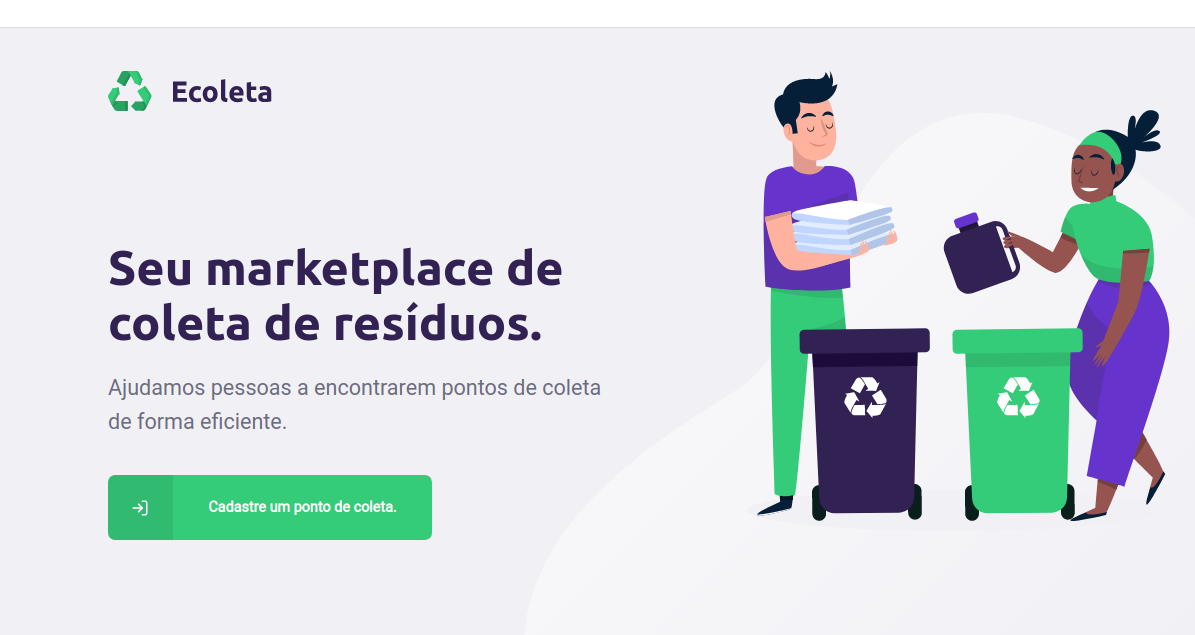 Ecoleta
Seu marketplace de
coleta de resíduos.
Ajudamos pessoas a encontrarem pontos de coleta
de forma eficiente.
Cadastre um ponto de coleta.